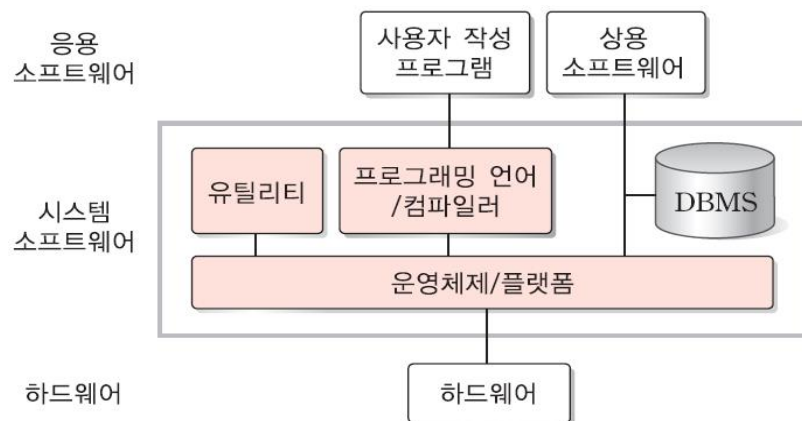 응용
소프트웨어
사용자 작성
프로그램
상용
소프트웨어
시스템
소프트웨어
유틸리티
프로그래밍 언어
/컴파일러
DBMS
운영체제/플랫폼
하드웨어
하드웨어